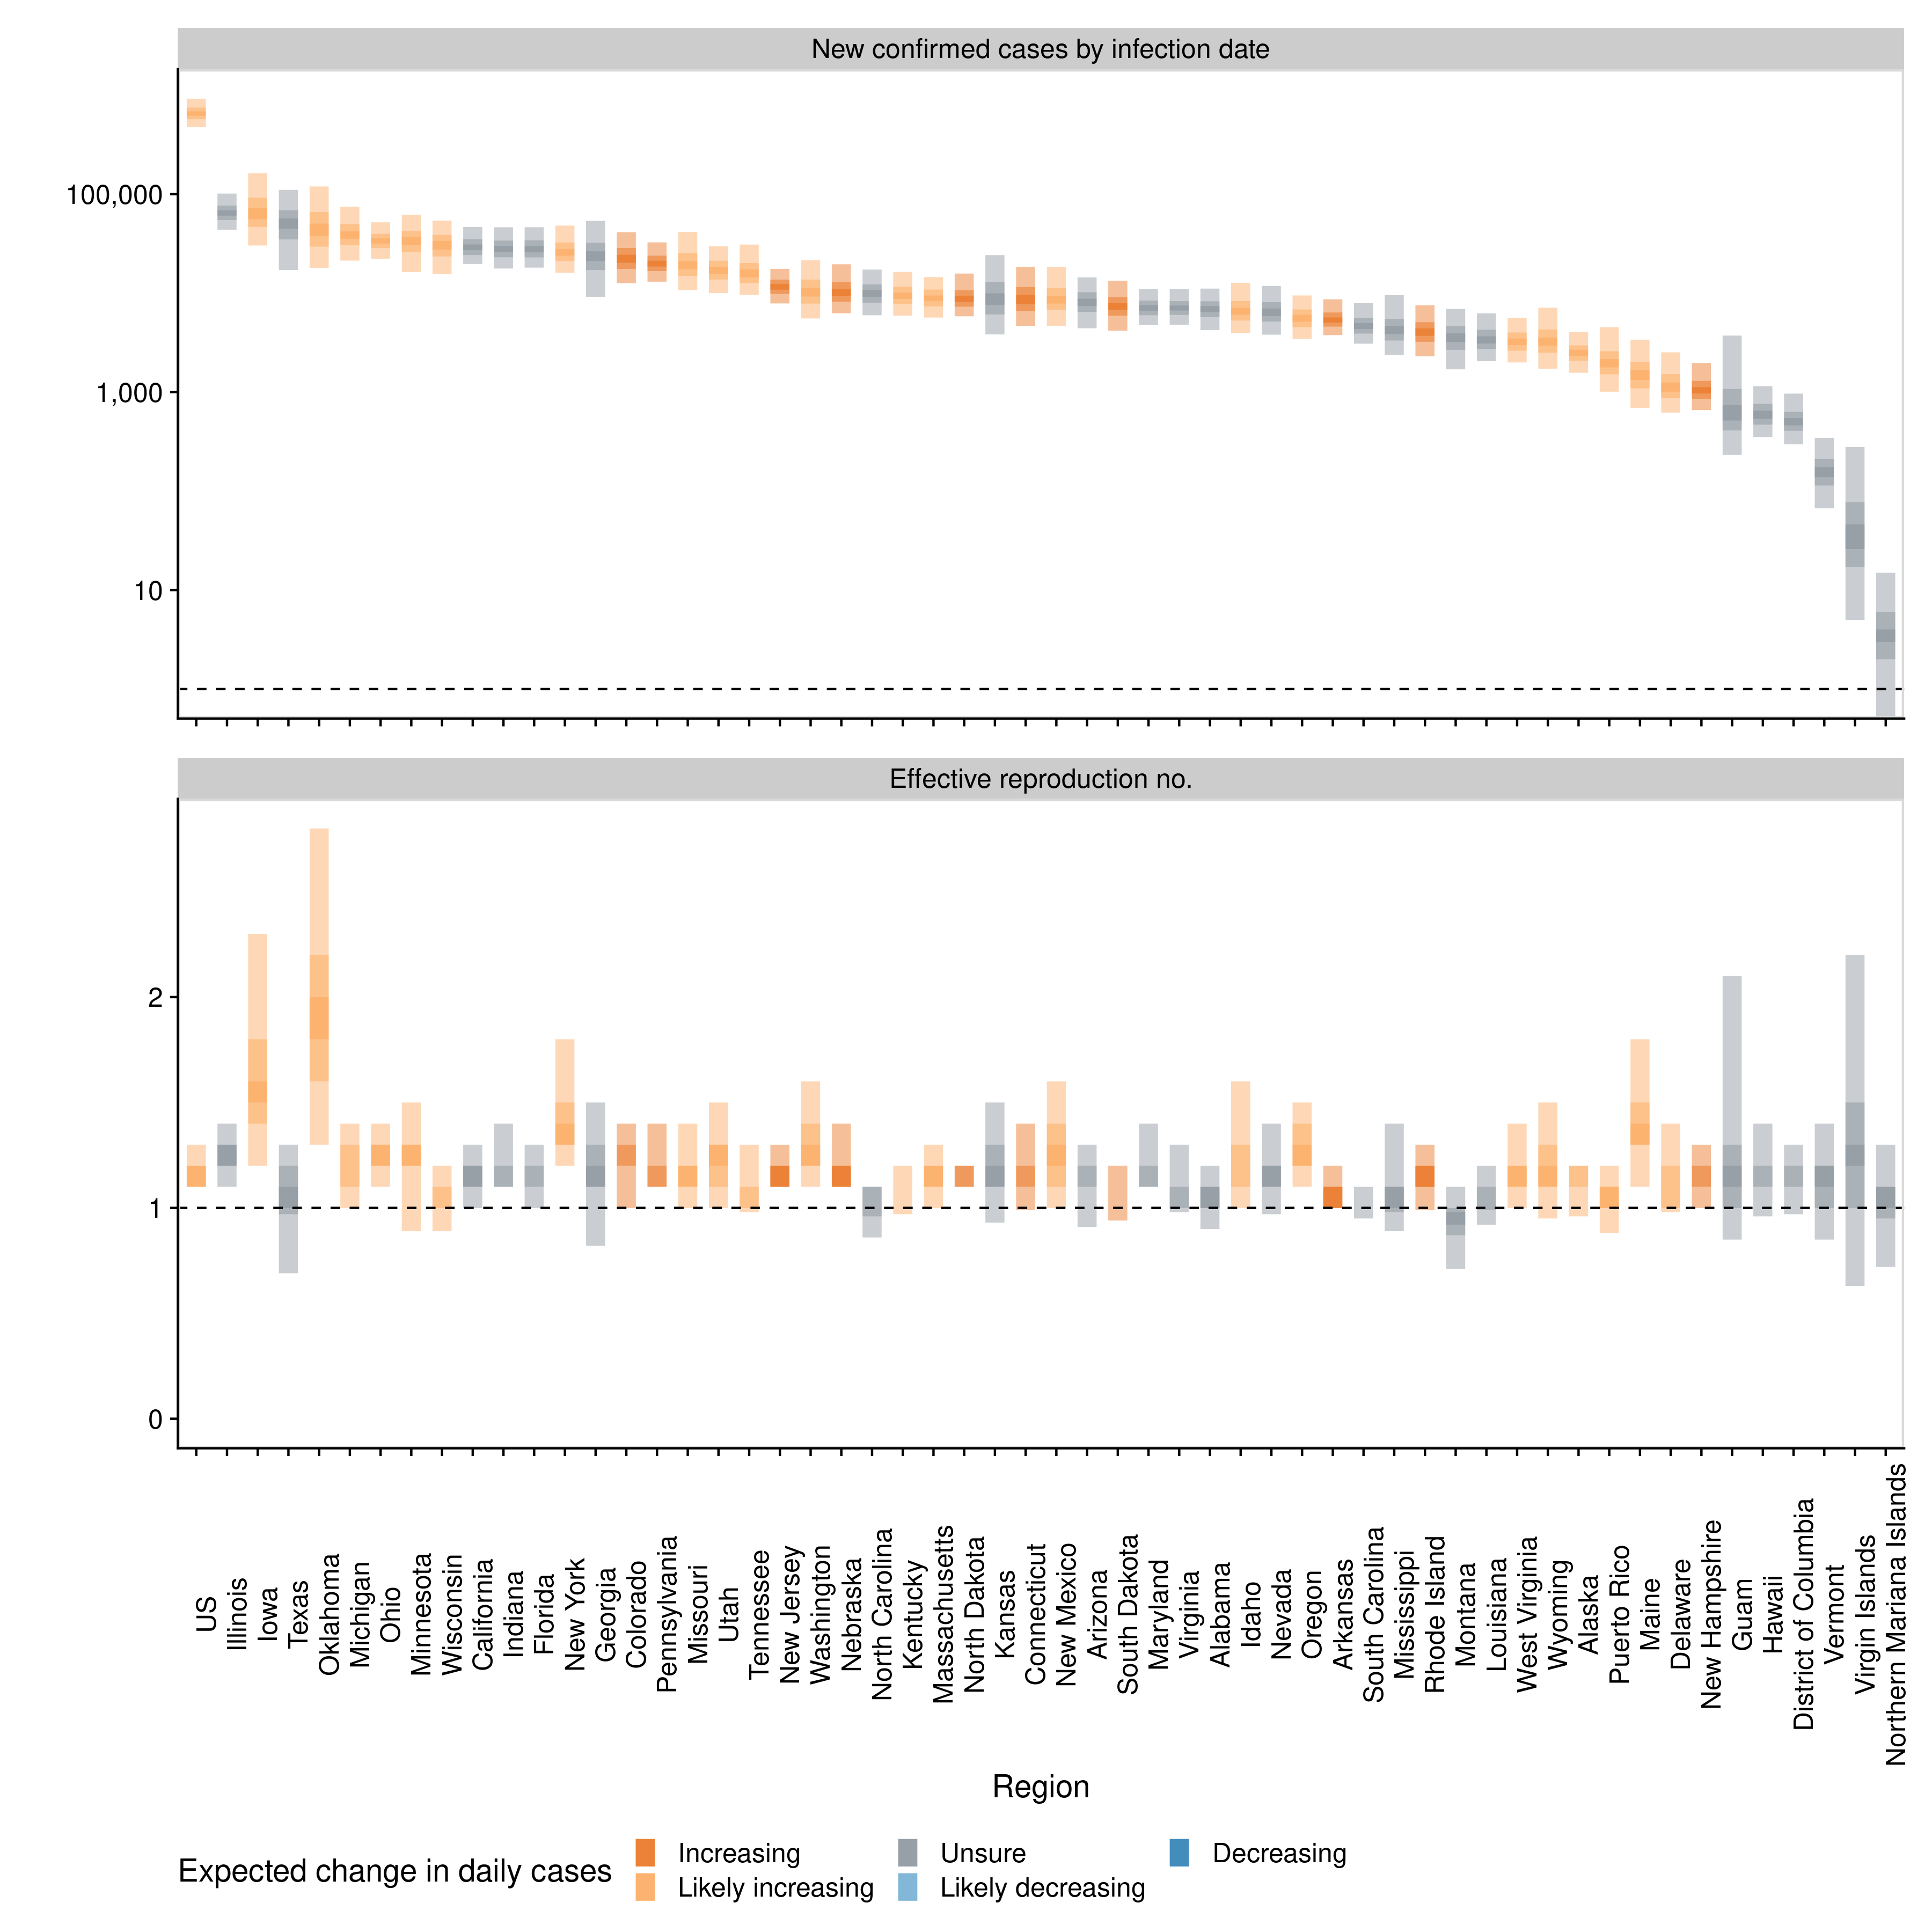 New confirmed cases by infection date
100,000
1,000
10
Effective reproduction no.
2
1
0
US
Illinois
Iowa
Texas
Oklahoma
Michigan
Ohio
Minnesota
Wisconsin
California
Indiana
Florida
New York
Georgia
Colorado
Pennsylvania
Missouri
Utah
Tennessee
New Jersey
Washington
Nebraska
North Carolina
Kentucky
Massachusetts
North Dakota
Kansas
Connecticut
New Mexico
Arizona
South Dakota
Maryland
Virginia
Alabama
Idaho
Nevada
Oregon
Arkansas
South Carolina
Mississippi
Rhode Island
Montana
Louisiana
West Virginia
Wyoming
Alaska
Puerto Rico
Maine
Delaware
New Hampshire
Guam
Hawaii
District of Columbia
Vermont
Virgin Islands
Northern Mariana Islands
Region
Expected change in daily cases
Increasing
Likely increasing
Unsure
Likely decreasing
Decreasing